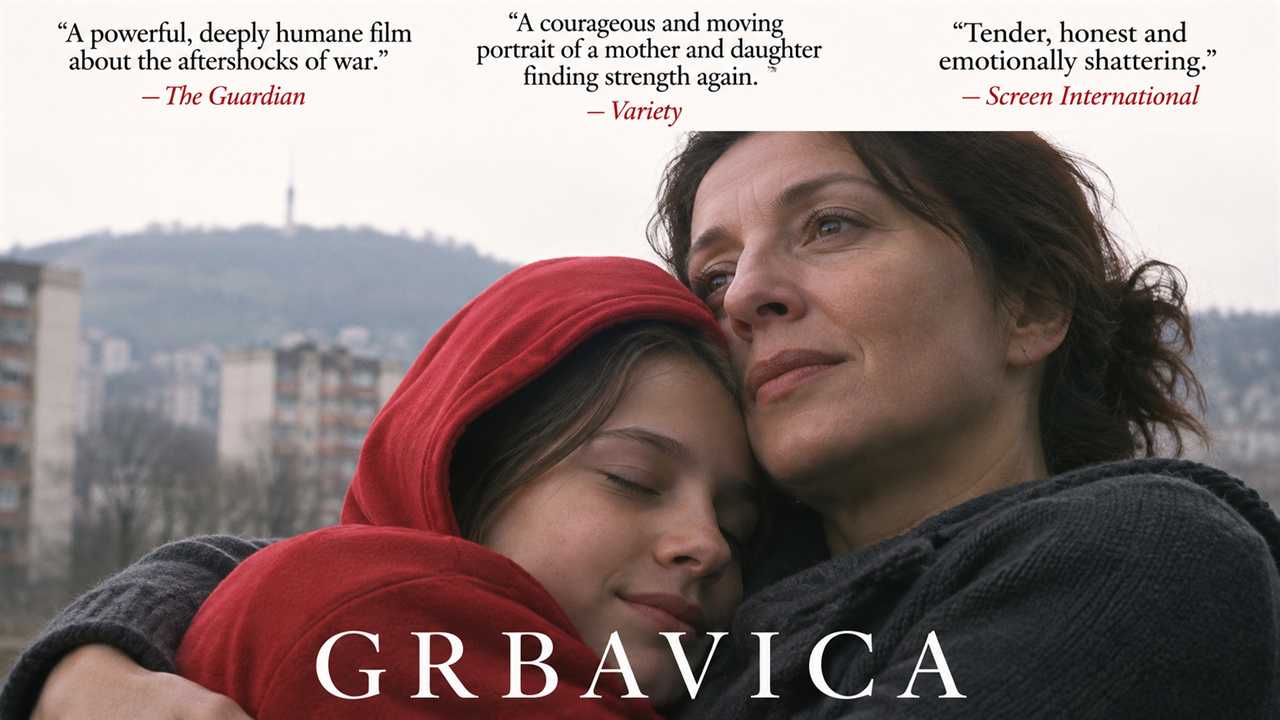 “A powerful, deeply humane film
about the aftershocks of war.”
— The Guardian
“A courageous and moving
portrait of a mother and daughter
finding strength again.”
— Variety
“Tender, honest and
emotionally shattering.”
— Screen International
GRBAVICA